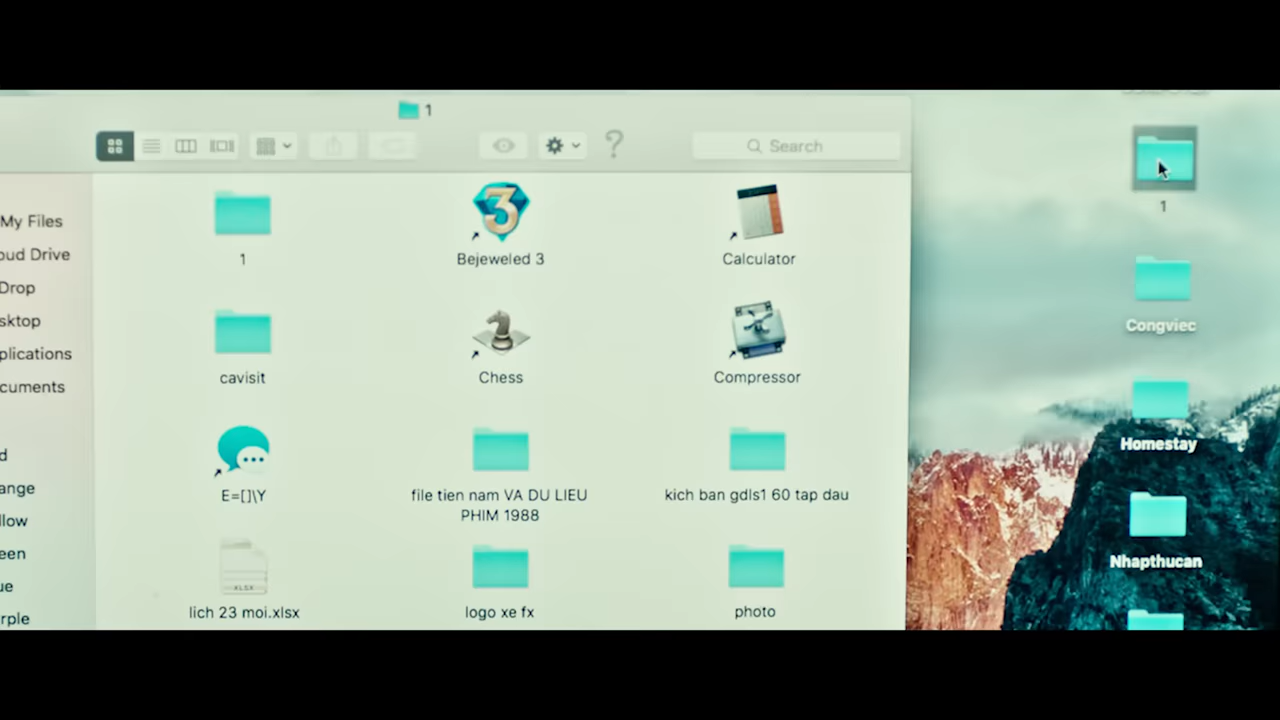 1
Search
My Files
oud Drive
Drop
sktop
plications
cuments
d
ange
llow
een
ue
rple
1
Bejeweled 3
Calculator
cavisit
Chess
Compressor
E=[]\Y
file tien nam VA DU LIEU
PHIM 1988
kich ban gdls1 60 tap dau
XLSX
lich 23 moi.xlsx
logo xe fx
photo
1
Congviec
Homestay
Nhapthucan